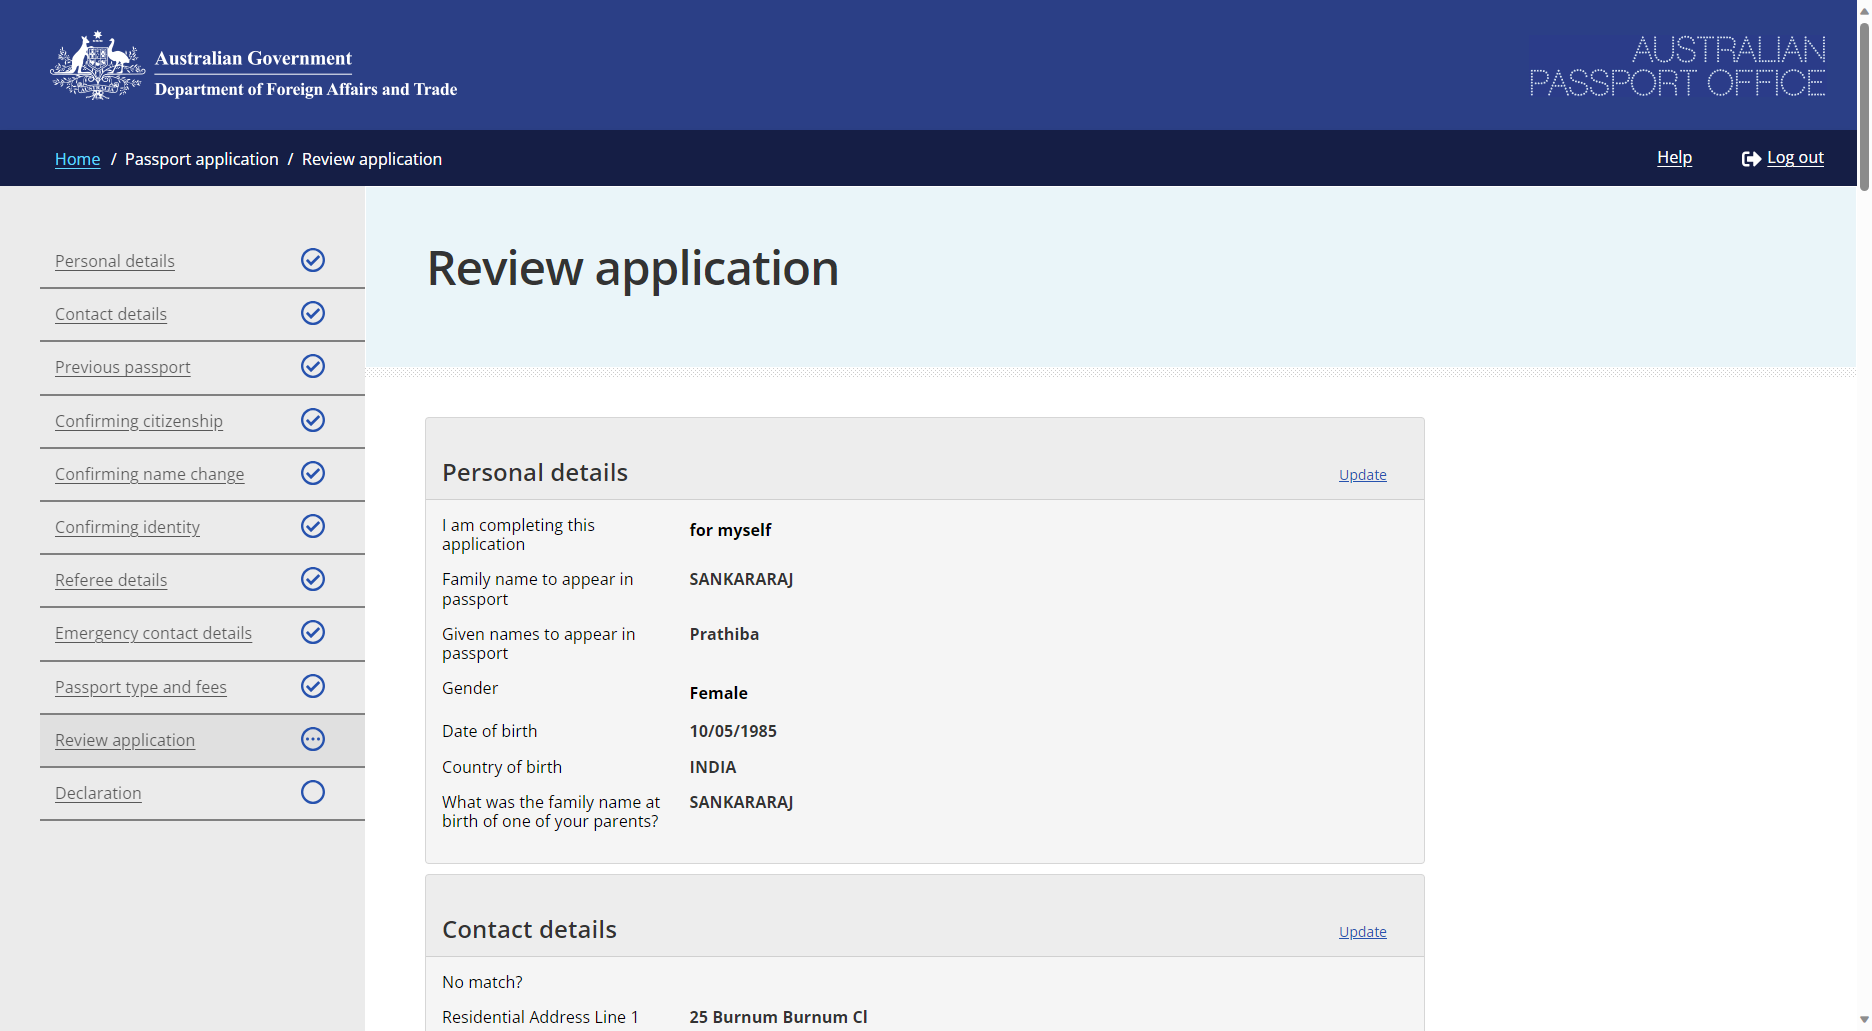 Australian Government
Department of Foreign Affairs and Trade
AUSTRALIAN
PASSPORT OFFICE
Home / Passport application / Review application
Help
Log out
Personal details
Contact details
Previous passport
Confirming citizenship
Confirming name change
Confirming identity
Referee details
Emergency contact details
Passport type and fees
Review application
Declaration
Review application
Personal details
Update
I am completing this
application
for myself
Family name to appear in
passport
SANKARARAJ
Given names to appear in
passport
Prathiba
Gender
Female
Date of birth
10/05/1985
Country of birth
INDIA
What was the family name at
birth of one of your parents?
SANKARARAJ
Contact details
Update
No match?
Residential Address Line 1
25 Burnum Burnum Cl